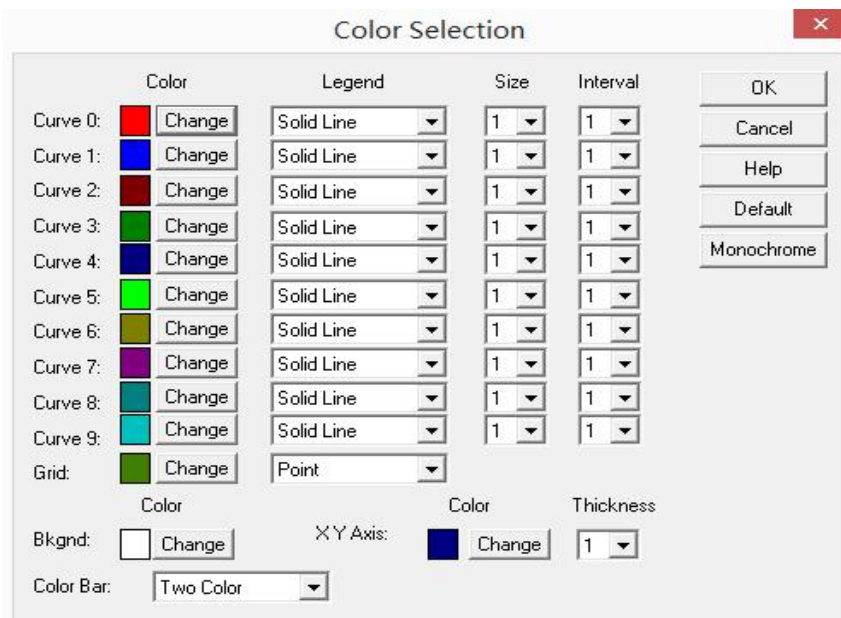 Color Selection
Color Legend Size Interval OK
Curve 0: Change Solid Line 1 1
Cancel
Curve 1: Change Solid Line 1 1
Help
Curve 2: Change Solid Line 1 1
Default
Curve 3: Change Solid Line 1 1
Monochrome
Curve 4: Change Solid Line 1 1
Curve 5: Change Solid Line 1 1
Curve 6: Change Solid Line 1 1
Curve 7: Change Solid Line 1 1
Curve 8: Change Solid Line 1 1
Curve 9: Change Solid Line 1 1
Grid: Change Point
Color Color Thickness
Bkgnd: Change X Y Axis: Change 1
Color Bar: Two Color